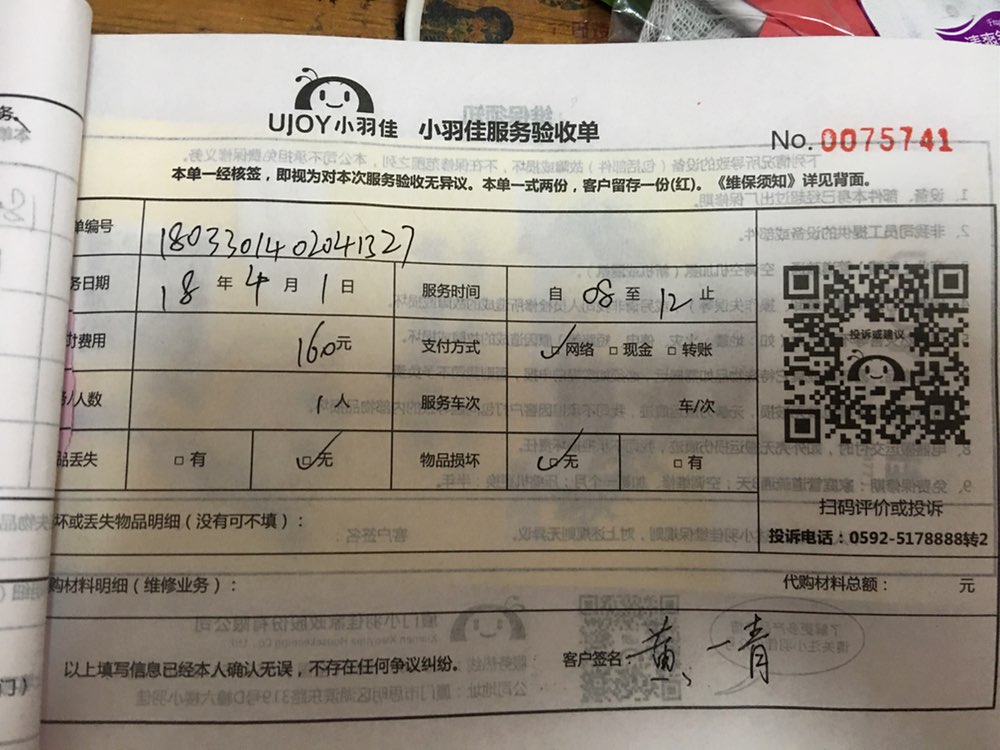 UJOY小羽佳 小羽佳服务验收单
No. 0075741
本单一经核签，即视为对本次服务验收无异议。本单一式两份，客户留存一份(红)。《维保须知》详见背面。
单编号 1803301402041327
务日期 18 年 4 月 1 日 服务时间 自 08 至 12 止
付费用 160元 支付方式 ☑网络 □现金 □转账
人数 1人 服务车次 车/次
品丢失 □有 ☑无 物品损坏 ☑无 □有
投诉或建议
扫码评价或投诉
投诉电话：0592-5178888转2
坏或丢失物品明细（没有可不填）：
购材料明细（维修业务）： 代购材料总额： 元
以上填写信息已经本人确认无误，不存在任何争议纠纷。 客户签名：黄一青